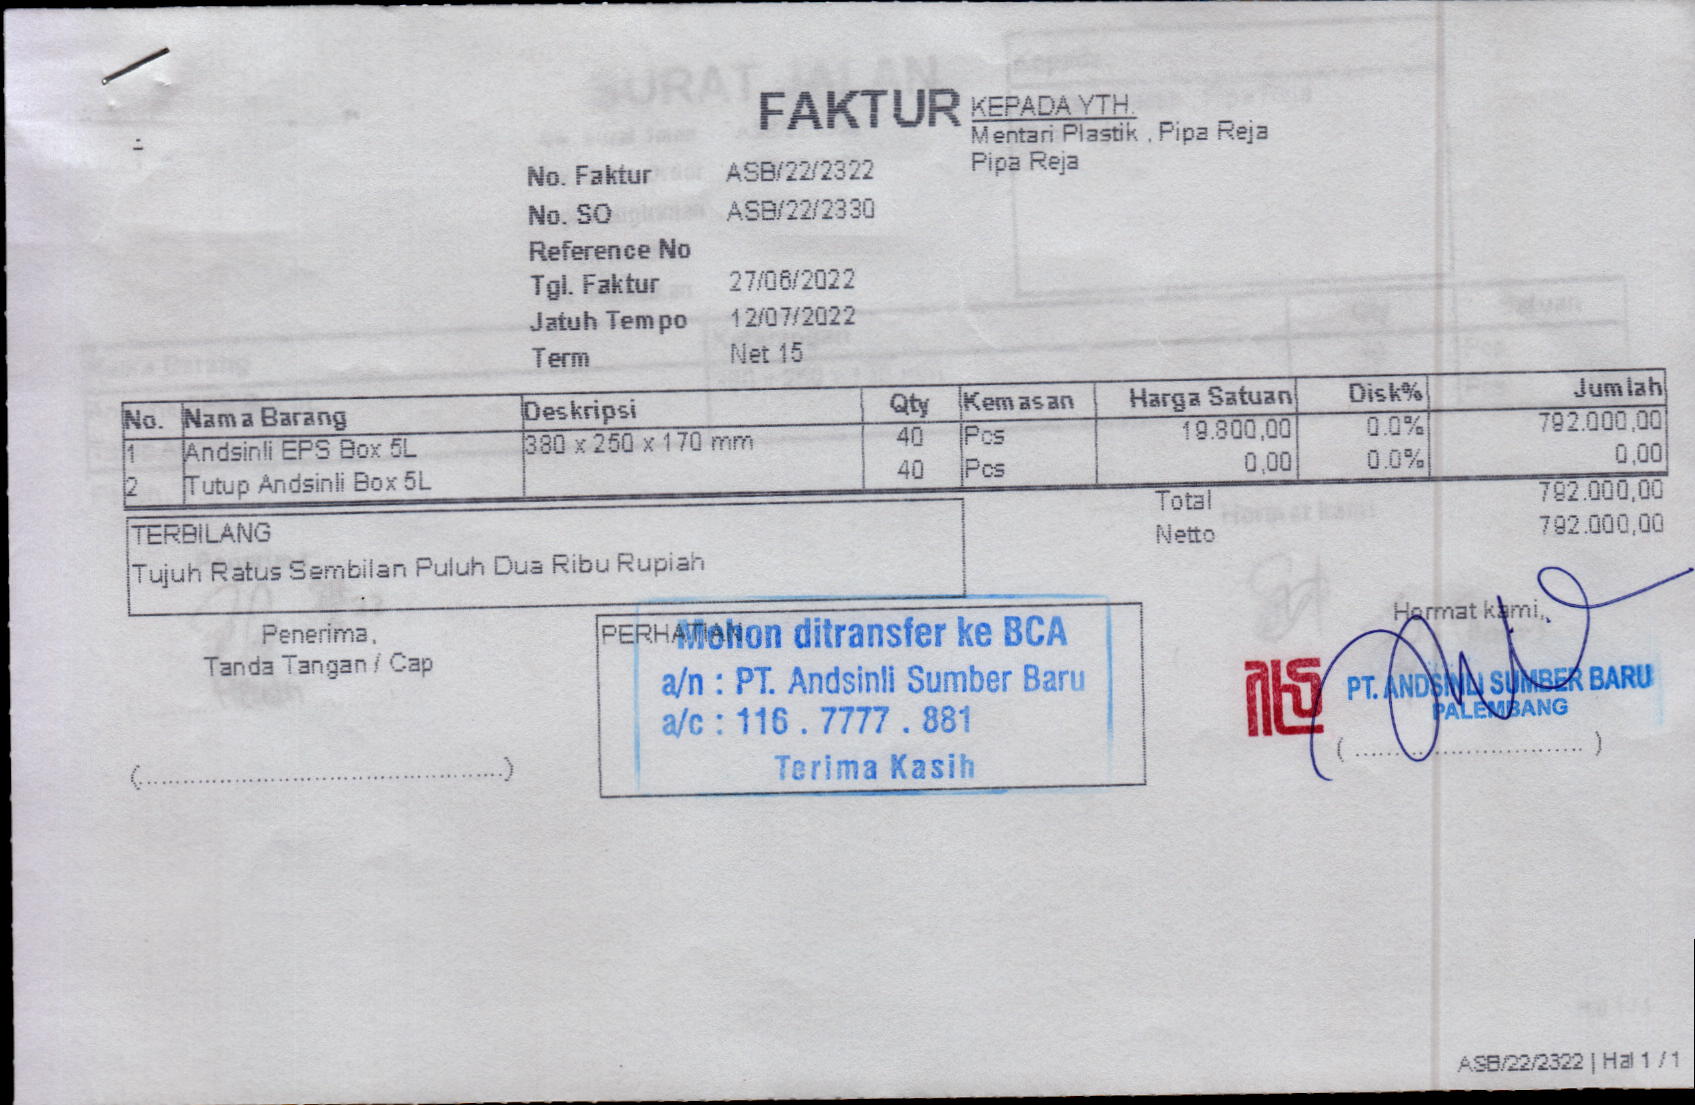 FAKTUR
KEPADA YTH.
Mentari Plastik , Pipa Reja
Pipa Reja
No. Faktur ASB/22/2322
No. SO ASB/22/2330
Reference No
Tgl. Faktur 27/06/2022
Jatuh Tempo 12/07/2022
Term Net 15
No. Nama Barang Deskripsi Qty Kemasan Harga Satuan Disk% Jumlah
1 Andsinli EPS Box 5L 380 x 250 x 170 mm 40 Pcs 19.800,00 0.0% 792.000,00
2 Tutup Andsinli Box 5L 40 Pcs 0,00 0.0% 0,00
Total 792.000,00
Netto 792.000,00
TERBILANG
Tujuh Ratus Sembilan Puluh Dua Ribu Rupiah
Penerima,
Tanda Tangan / Cap
(................................................)
PERHATIAN
Mohon ditransfer ke BCA
a/n : PT. Andsinli Sumber Baru
a/c : 116 . 7777 . 881
Terima Kasih
Hormat kami,
PT. ANDSINLI SUMBER BARU
PALEMBANG
( .............................. )
ASB/22/2322 | Hal 1 / 1